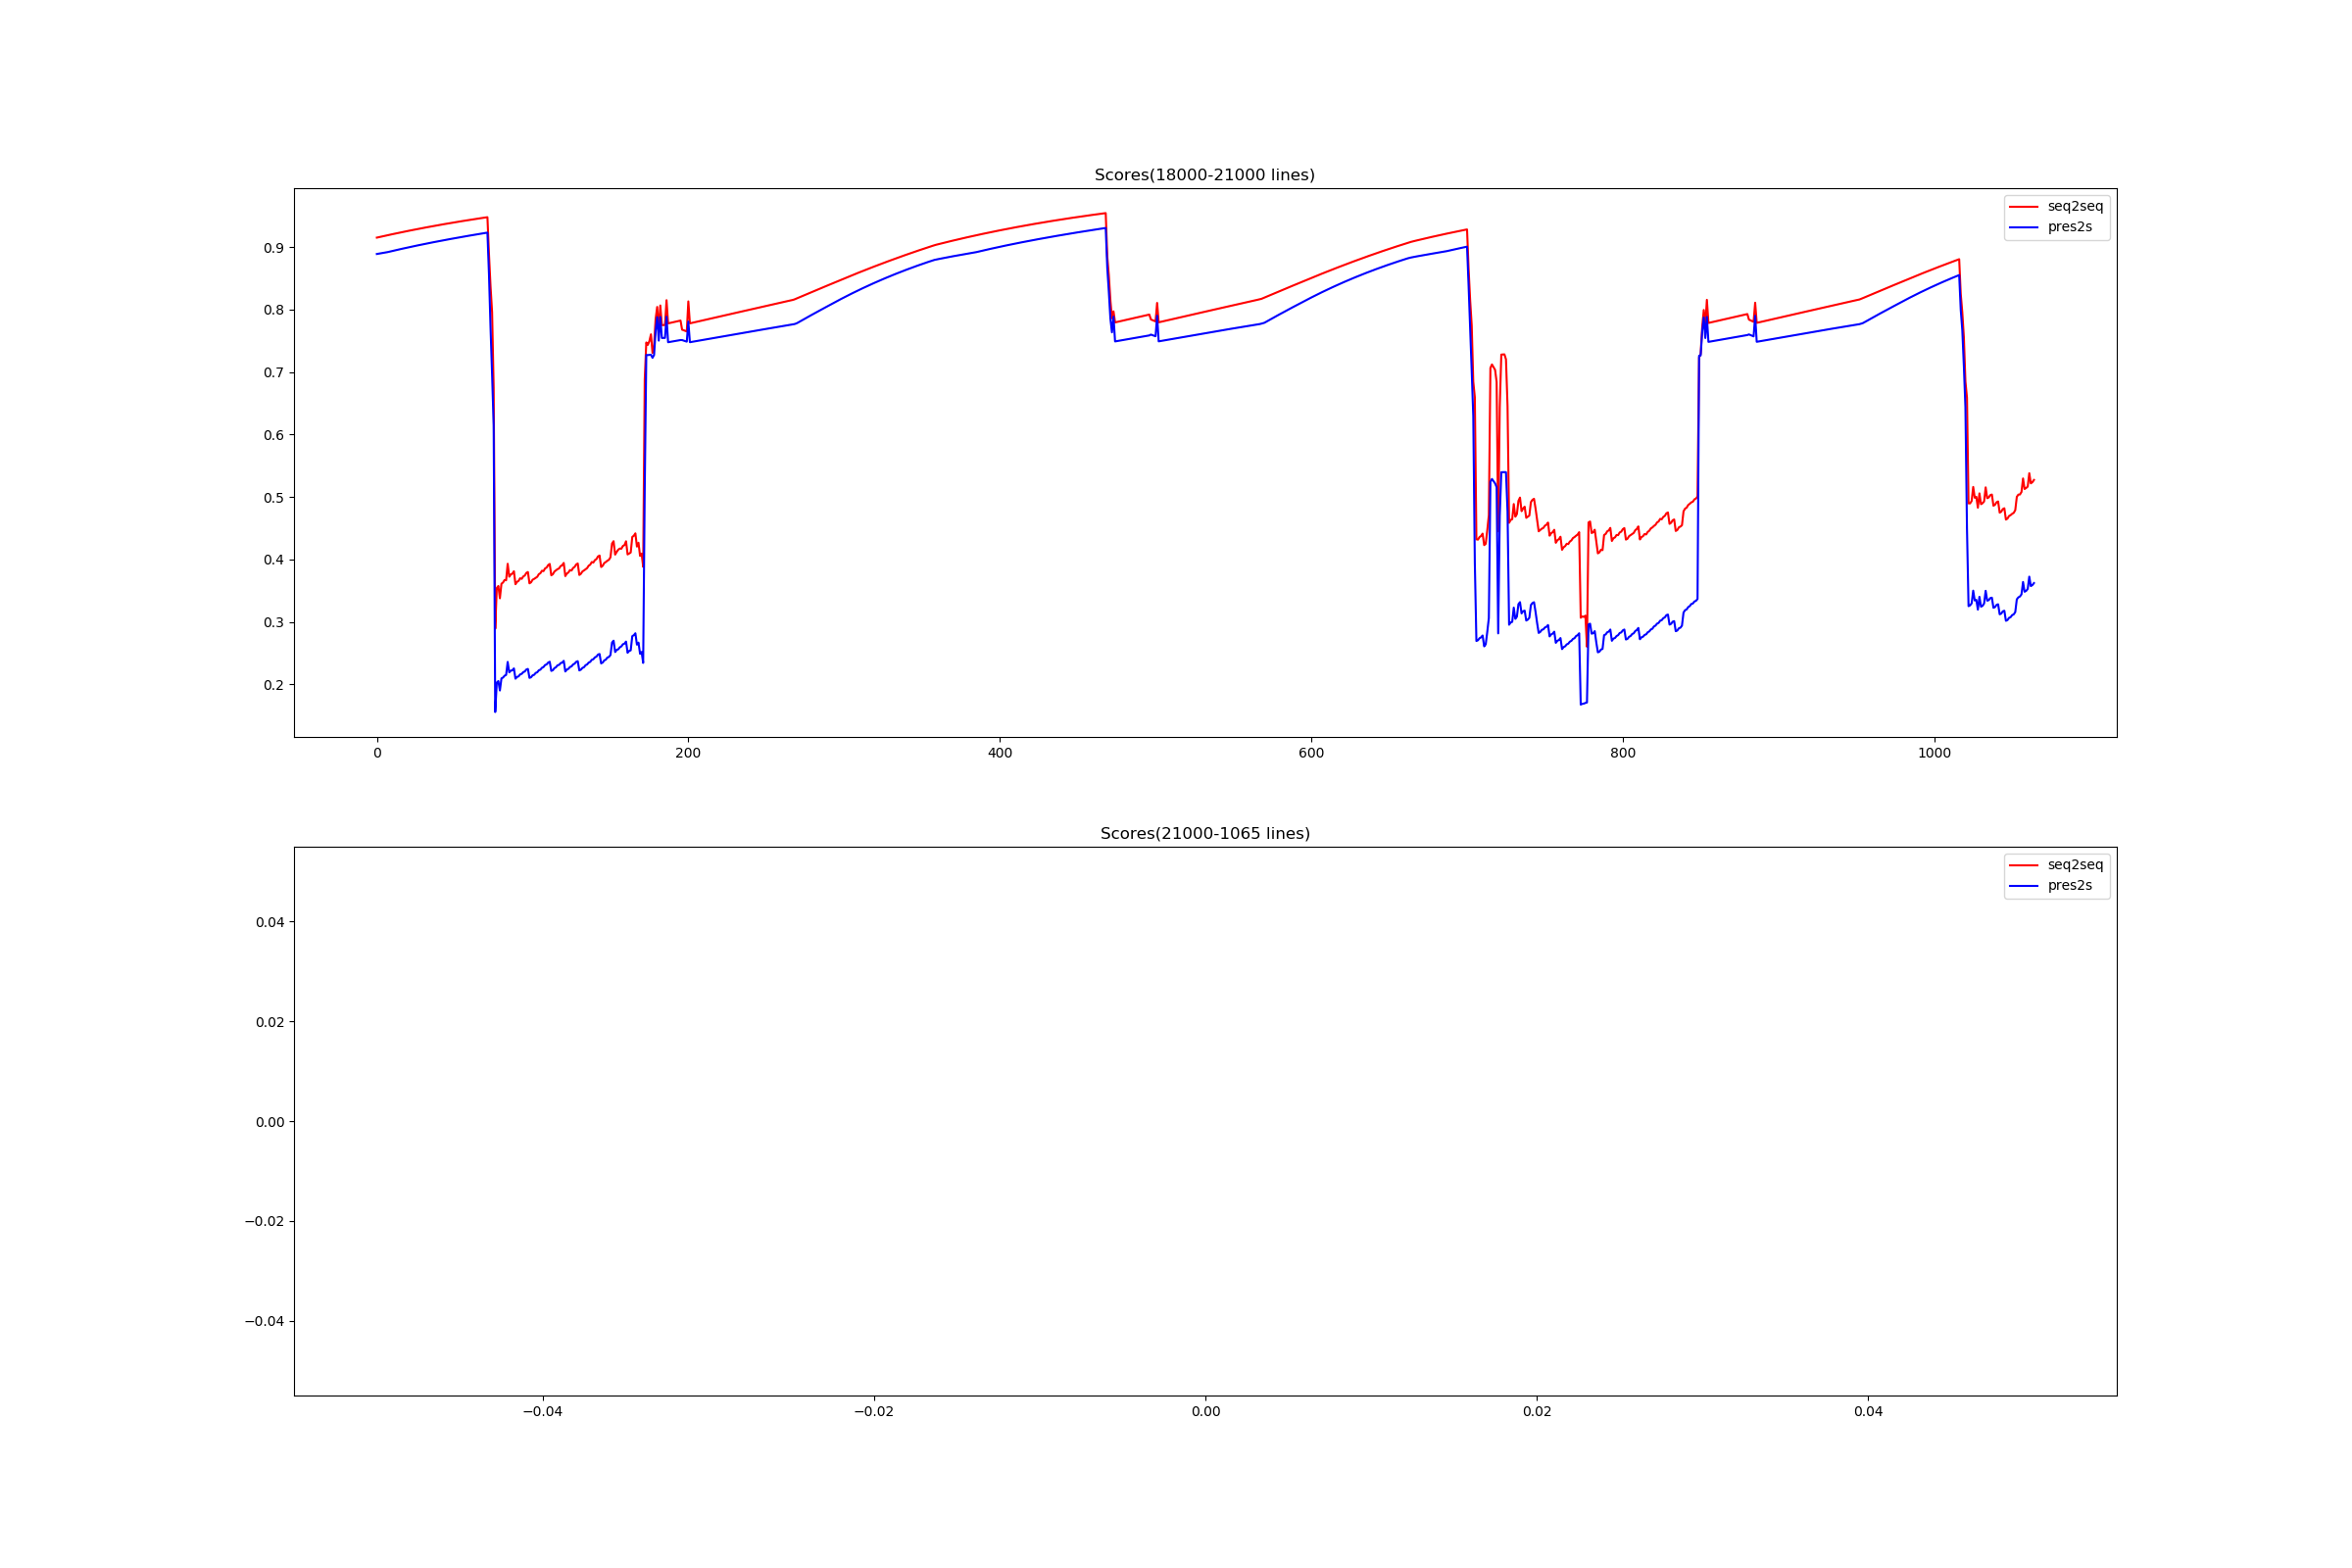 Scores(18000-21000 lines)
seq2seq
pres2s
0.9
0.8
0.7
0.6
0.5
0.4
0.3
0.2
0 200 400 600 800 1000
Scores(21000-1065 lines)
seq2seq
pres2s
0.04
0.02
0.00
−0.02
−0.04
−0.04 −0.02 0.00 0.02 0.04